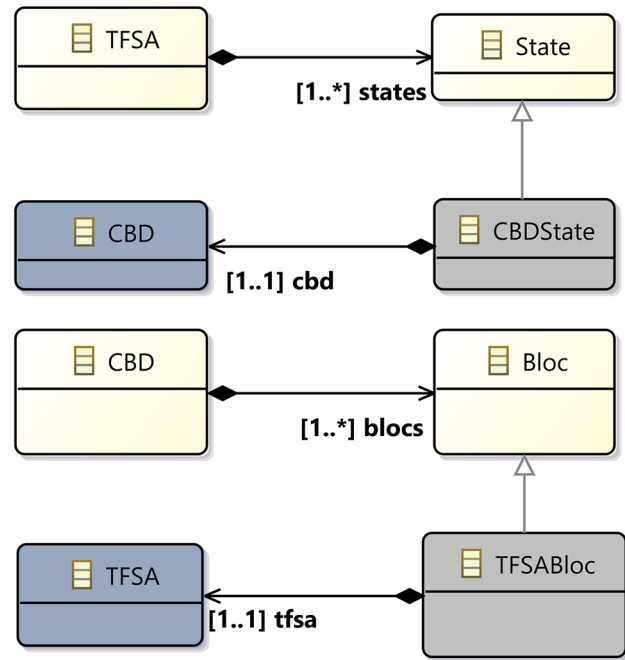 TFSA
State
[1..*] states
CBD
CBDState
[1..1] cbd
CBD
Bloc
[1..*] blocs
TFSA
TFSABloc
[1..1] tfsa